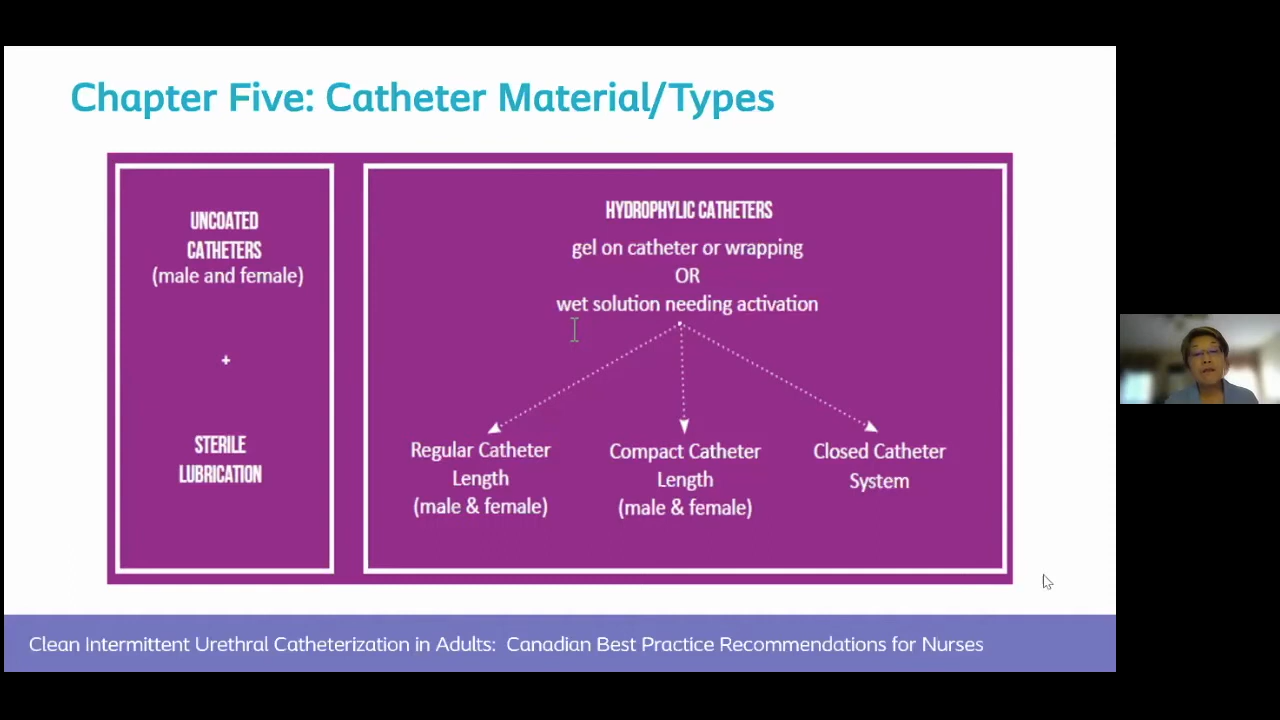 Chapter Five: Catheter Material/Types
UNCOATED
CATHETERS
(male and female)
+
STERILE
LUBRICATION
HYDROPHYLIC CATHETERS
gel on catheter or wrapping
OR
wet solution needing activation
Regular Catheter
Length
(male & female)
Compact Catheter
Length
(male & female)
Closed Catheter
System
Clean Intermittent Urethral Catheterization in Adults:  Canadian Best Practice Recommendations for Nurses